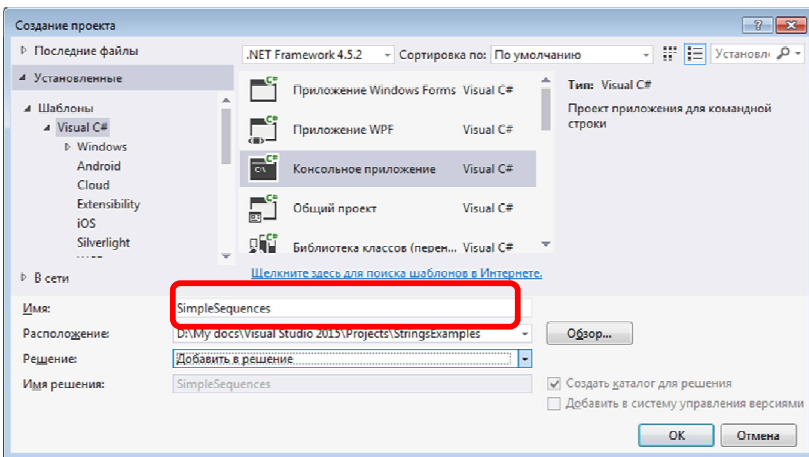 Создание проекта
Последние файлы
.NET Framework 4.5.2 Сортировка по: По умолчанию
Установленные
Шаблоны
Visual C#
Windows
Android
Cloud
Extensibility
iOS
Silverlight
В сети
Приложение Windows Forms Visual C#
Приложение WPF Visual C#
Консольное приложение Visual C#
Общий проект Visual C#
Библиотека классов (перен... Visual C#
Щелкните здесь для поиска шаблонов в Интернете.
Тип: Visual C#
Проект приложения для командной
строки
Имя: SimpleSequences
Расположение: D:\My docs\Visual Studio 2015\Projects\StringsExamples Обзор...
Решение: Добавить в решение
Имя решения: SimpleSequences
Создать каталог для решения
Добавить в систему управления версиями
OK Отмена